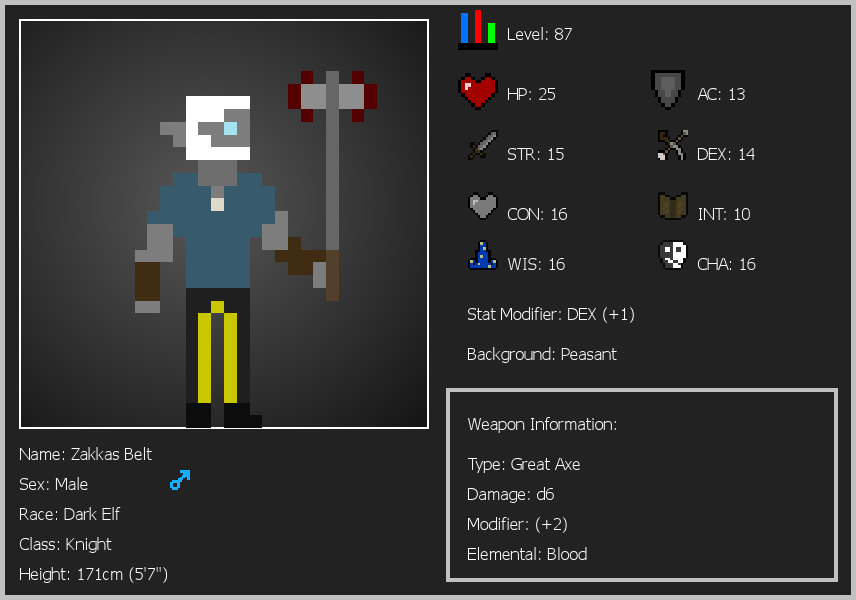 Level: 87
HP: 25
AC: 13
STR: 15
DEX: 14
CON: 16
INT: 10
WIS: 16
CHA: 16
Stat Modifier: DEX (+1)
Background: Peasant
Weapon Information:
Type: Great Axe
Damage: d6
Modifier: (+2)
Elemental: Blood
Name: Zakkas Belt
Sex: Male
Race: Dark Elf
Class: Knight
Height: 171cm (5'7")